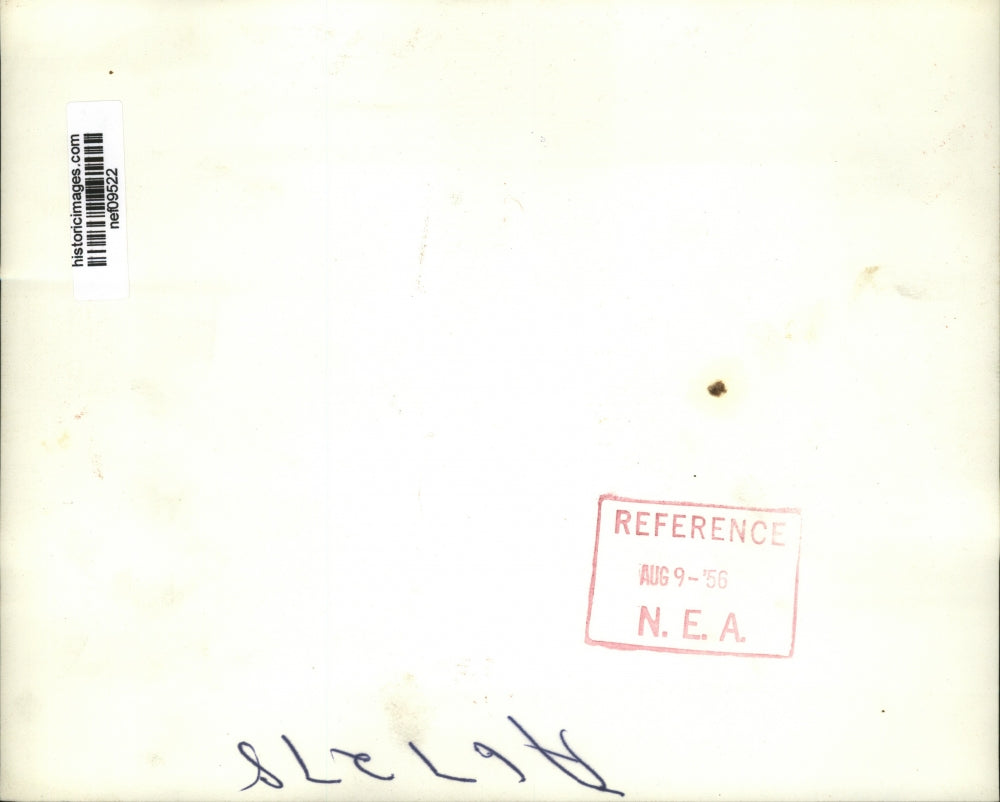 historicimages.com
nef09522
REFERENCE
AUG 9-'56
N. E. A.